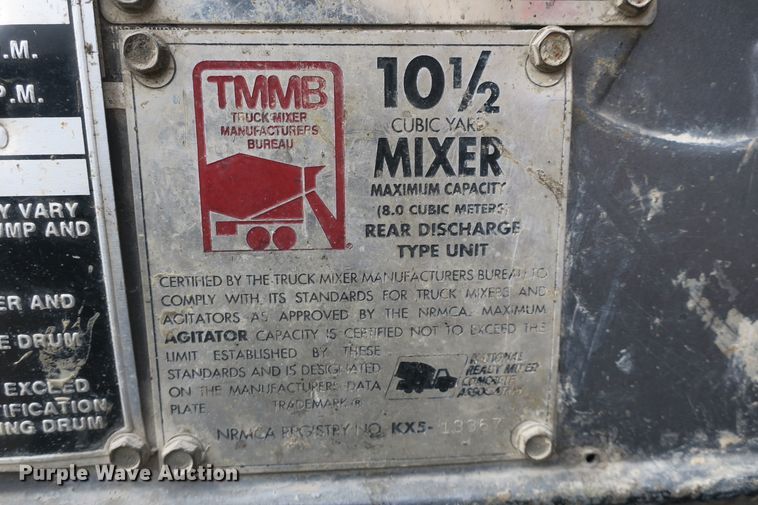 .M.
P.M.
Y VARY
UMP AND
ER AND
E DRUM
EXCLED
TIFICATION
ING DRUM
TMMB
TRUCK MIXER
MANUFACTURERS
BUREAU
®
10½
CUBIC YARD
MIXER
MAXIMUM CAPACITY
(8.0 CUBIC METERS)
REAR DISCHARGE
TYPE UNIT
CERTIFIED BY THE TRUCK MIXER MANUFACTURERS BUREAU TO
COMPLY WITH ITS STANDARDS FOR TRUCK MIXERS AND
AGITATORS AS APPROVED BY THE NRMCA. MAXIMUM
AGITATOR CAPACITY IS CERTIFIED NOT TO EXCEED THE
LIMIT ESTABLISHED BY THESE
STANDARDS AND IS DESIGNATED
ON THE MANUFACTURERS DATA
PLATE. TRADEMARK ®
NATIONAL
READY MIXED
CONCRETE
ASSOCIATION
NRMCA REGISTRY NO. KX5-13367
Purple Wave Auction